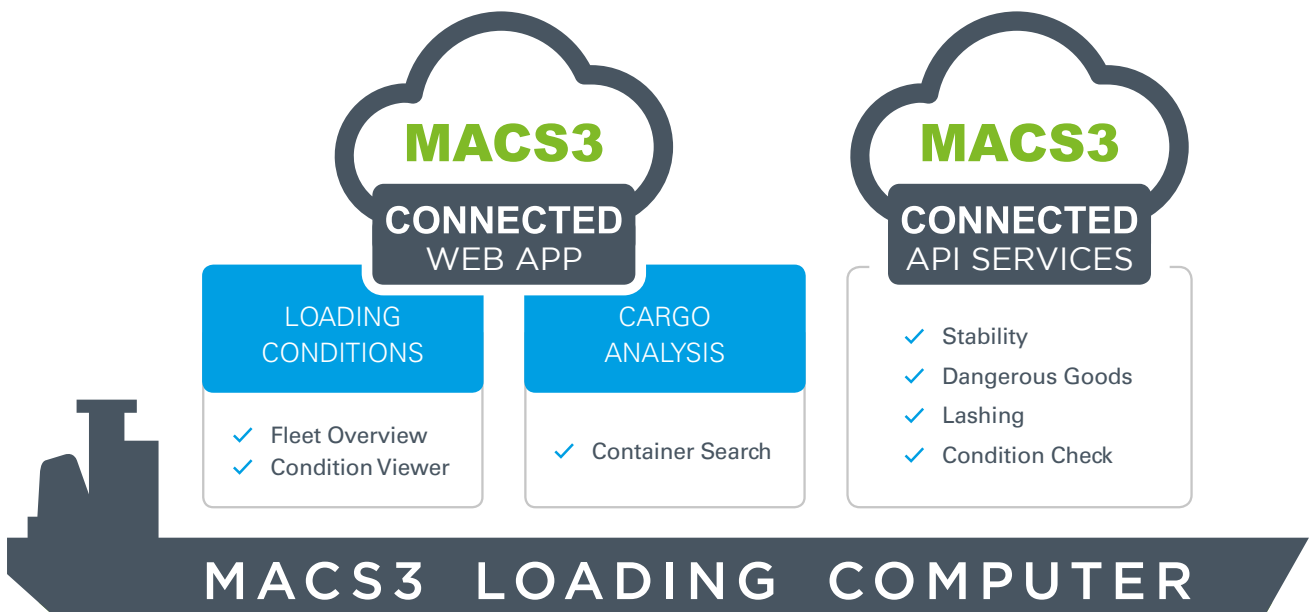 MACS3
CONNECTED
WEB APP
LOADING
CONDITIONS
Fleet Overview
Condition Viewer
CARGO
ANALYSIS
Container Search
MACS3
CONNECTED
API SERVICES
Stability
Dangerous Goods
Lashing
Condition Check
MACS3 LOADING COMPUTER